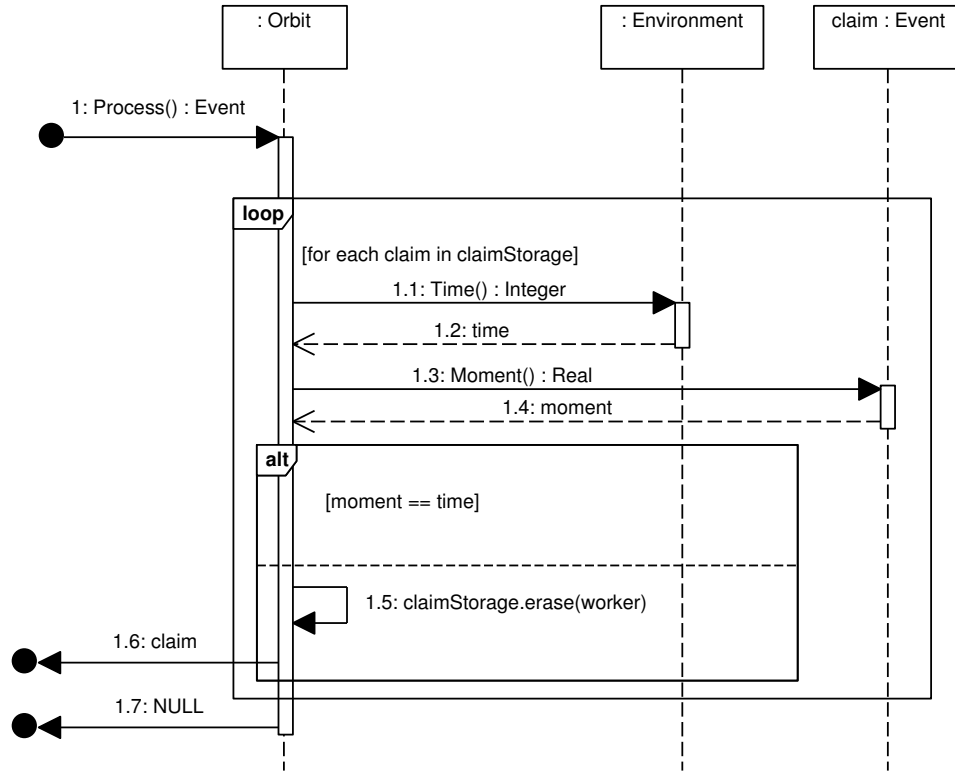 : Orbit
: Environment
claim : Event
1: Process() : Event
loop
[for each claim in claimStorage]
1.1: Time() : Integer
1.2: time
1.3: Moment() : Real
1.4: moment
alt
[moment == time]
1.5: claimStorage.erase(worker)
1.6: claim
1.7: NULL